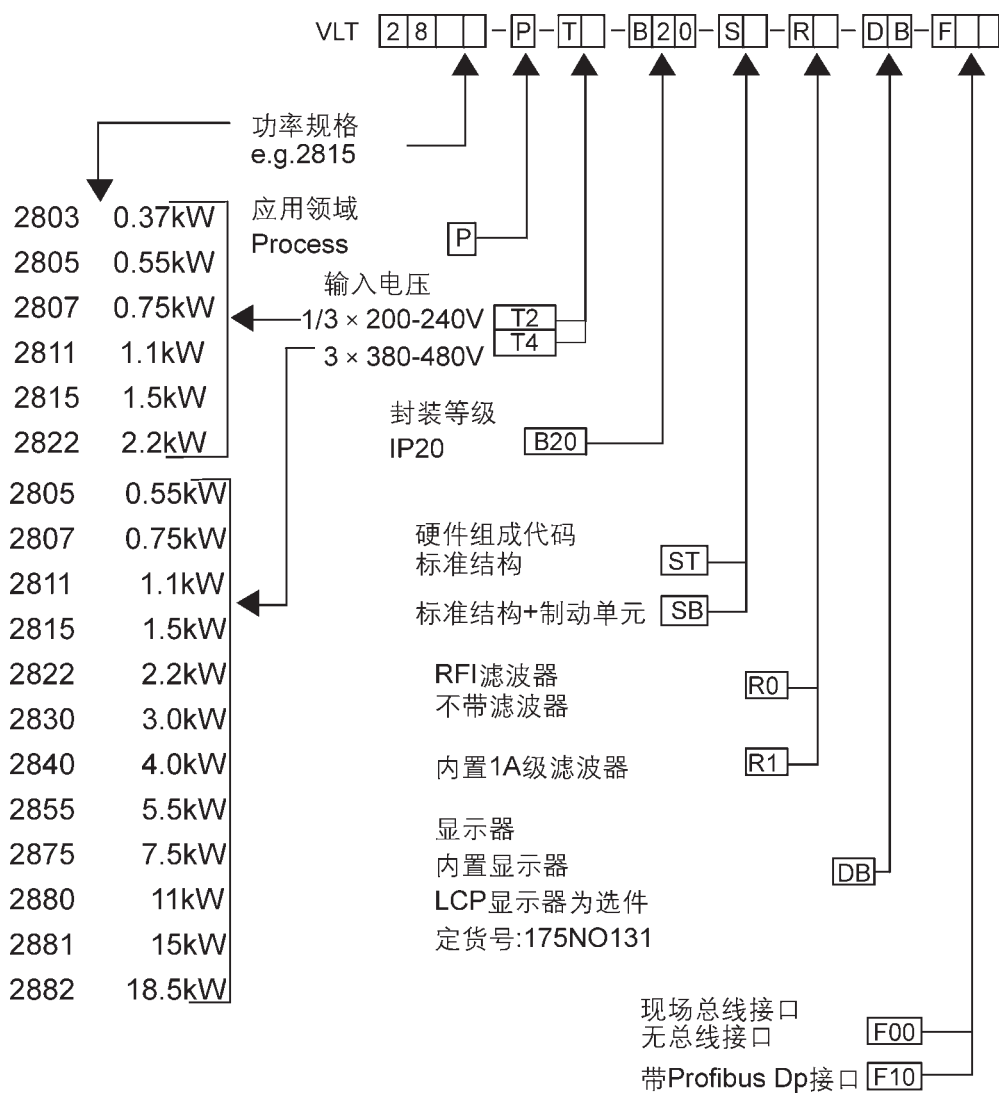 VLT 28 -P-T -B20-S -R -DB-F
功率规格
e.g.2815
2803 0.37kW
2805 0.55kW
2807 0.75kW
2811 1.1kW
2815 1.5kW
2822 2.2kW
应用领域
Process P
输入电压
1/3 × 200-240V T2
3 × 380-480V T4
封装等级
IP20 B20
2805 0.55kW
2807 0.75kW
2811 1.1kW
2815 1.5kW
2822 2.2kW
2830 3.0kW
2840 4.0kW
2855 5.5kW
2875 7.5kW
2880 11kW
2881 15kW
2882 18.5kW
硬件组成代码
标准结构 ST
标准结构+制动单元 SB
RFI滤波器
不带滤波器 R0
内置1A级滤波器 R1
显示器
内置显示器 DB
LCP显示器为选件
定货号:175NO131
现场总线接口
无总线接口 F00
带Profibus Dp接口 F10